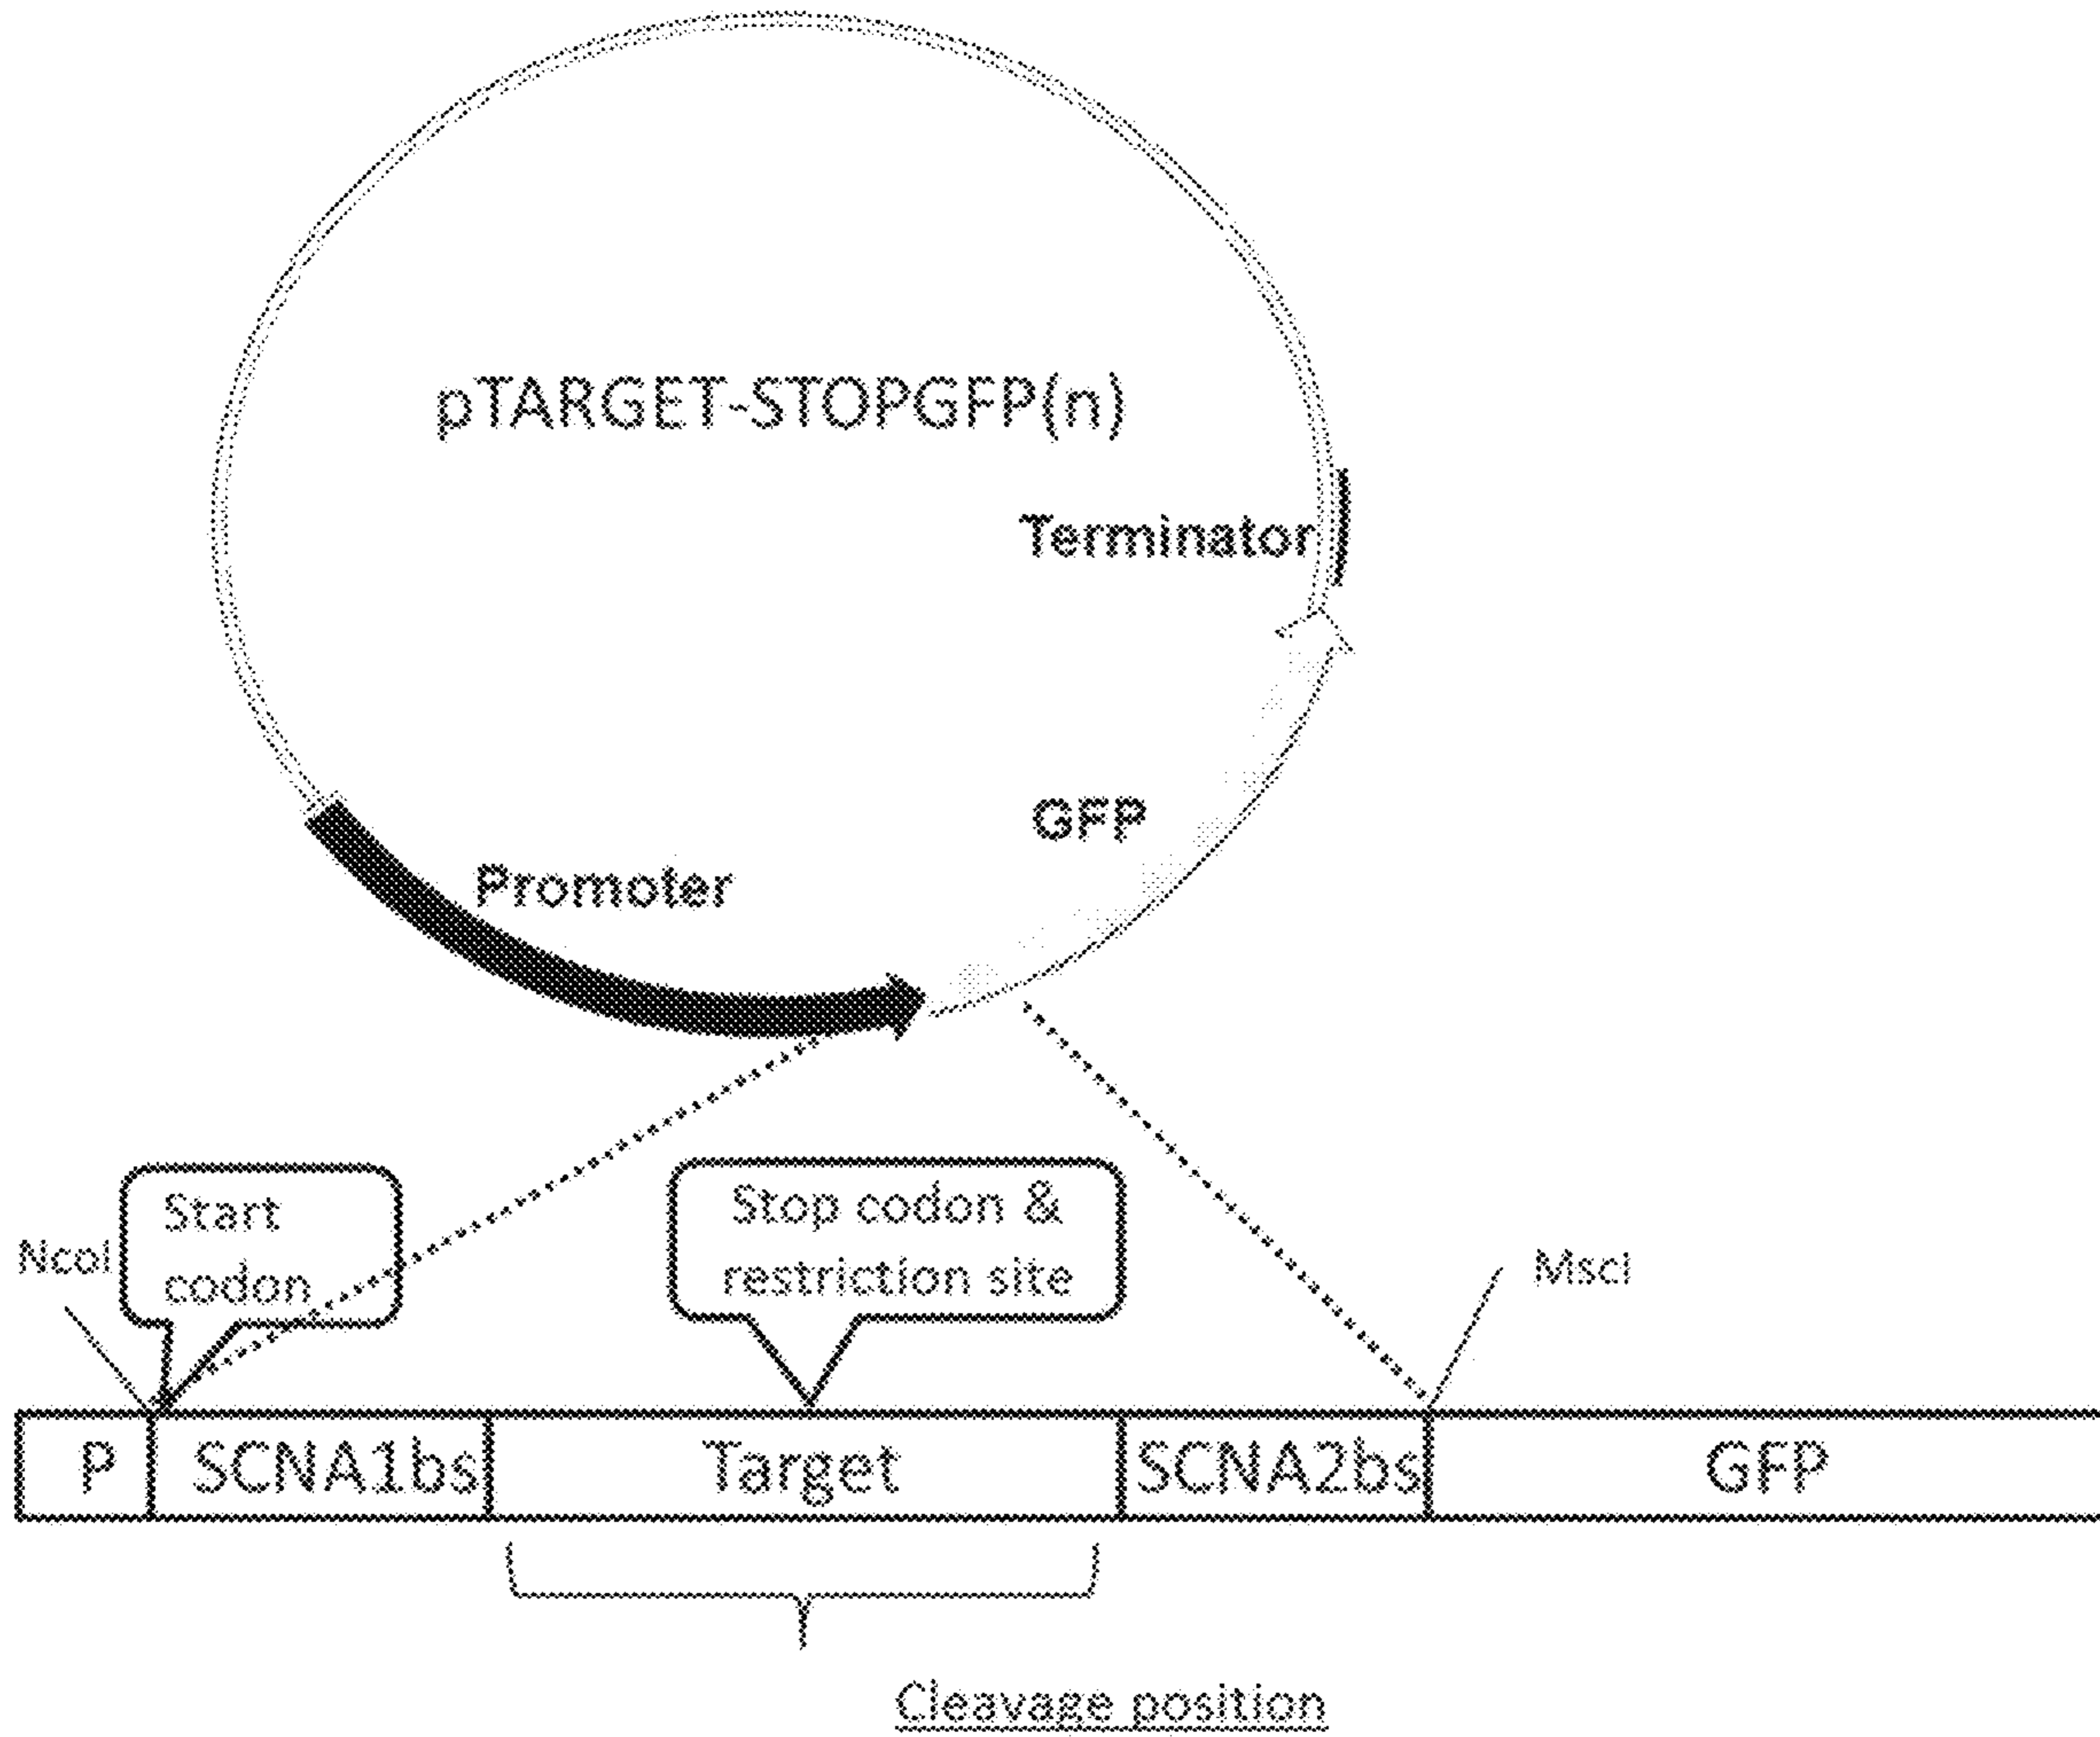 pTARGET-STOPGFP(n)
Terminator
GFP
Promoter
Start
codon
Stop codon &
restriction site
NcoI
MscI
P
SCNA1bs
Target
SCNA2bs
GFP
Cleavage position